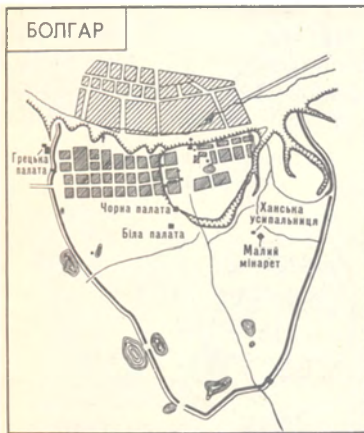 БОЛГАР
Грецька
палата
Чорна палата
Біла палата
Ханська
усипальниця
Малий
мінарет